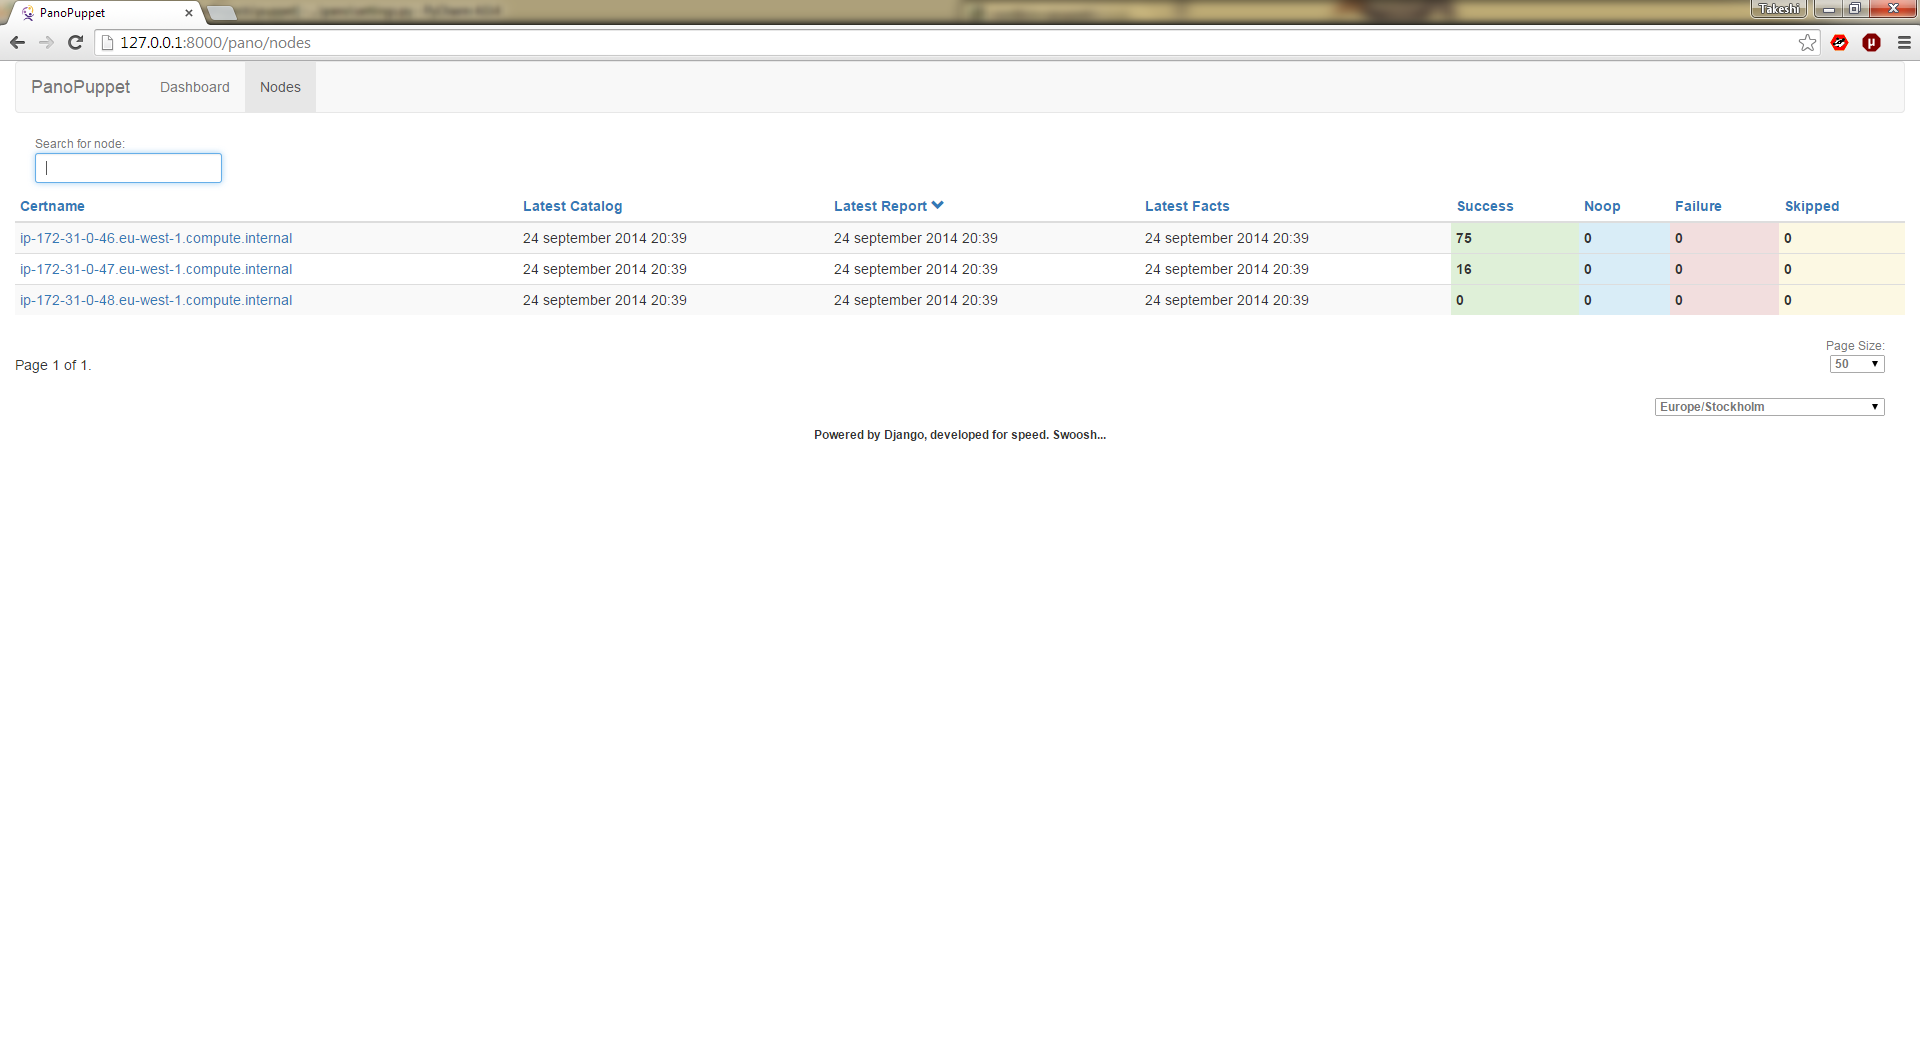 PanoPuppet
Takeshi
127.0.0.1:8000/pano/nodes
PanoPuppet Dashboard Nodes
Search for node:
Certname Latest Catalog Latest Report Latest Facts Success Noop Failure Skipped
ip-172-31-0-46.eu-west-1.compute.internal 24 september 2014 20:39 24 september 2014 20:39 24 september 2014 20:39 75 0 0 0
ip-172-31-0-47.eu-west-1.compute.internal 24 september 2014 20:39 24 september 2014 20:39 24 september 2014 20:39 16 0 0 0
ip-172-31-0-48.eu-west-1.compute.internal 24 september 2014 20:39 24 september 2014 20:39 24 september 2014 20:39 0 0 0 0
Page Size:
Page 1 of 1. 50
Europe/Stockholm
Powered by Django, developed for speed. Swoosh...